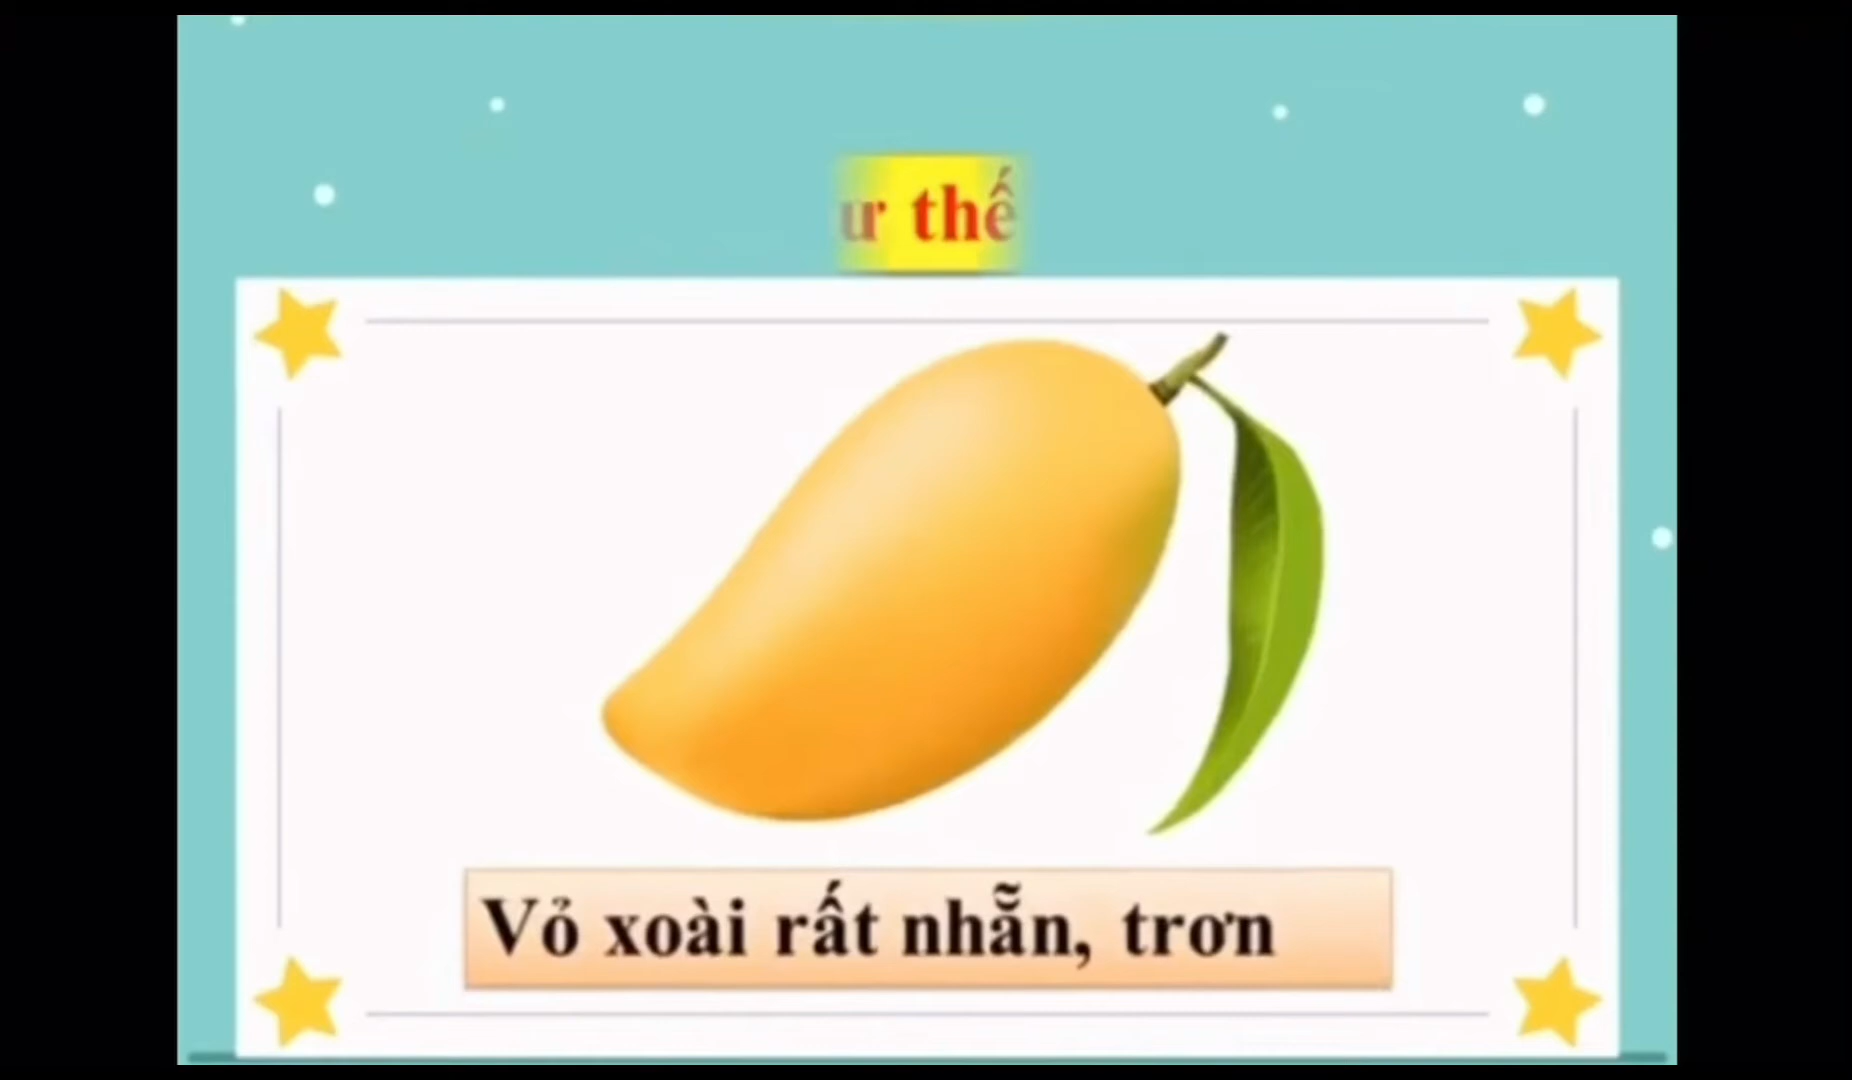 ư thế
Vỏ xoài rất nhẵn, trơn